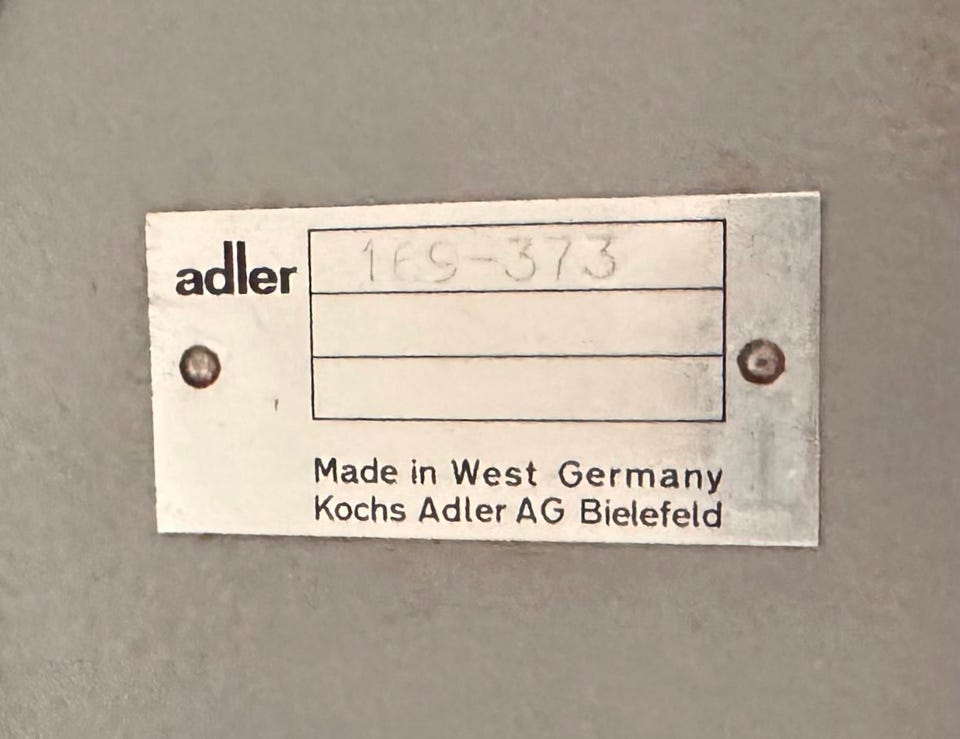 adler
169-373
Made in West Germany
Kochs Adler AG Bielefeld